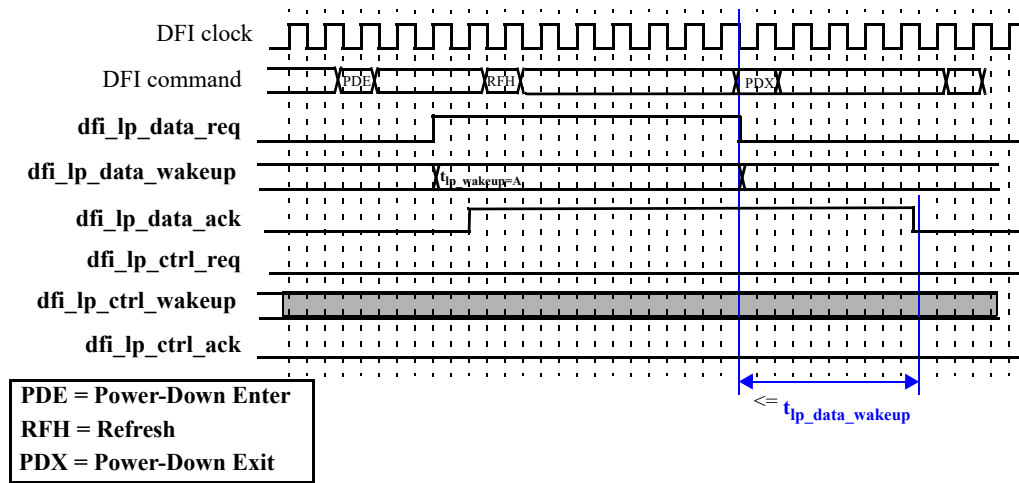 DFI clock
DFI command
PDE
RFH
PDX
dfi_lp_data_req
dfi_lp_data_wakeup
tlp_wakeup=A
dfi_lp_data_ack
dfi_lp_ctrl_req
dfi_lp_ctrl_wakeup
dfi_lp_ctrl_ack
PDE = Power-Down Enter
RFH = Refresh
PDX = Power-Down Exit
<= tlp_data_wakeup